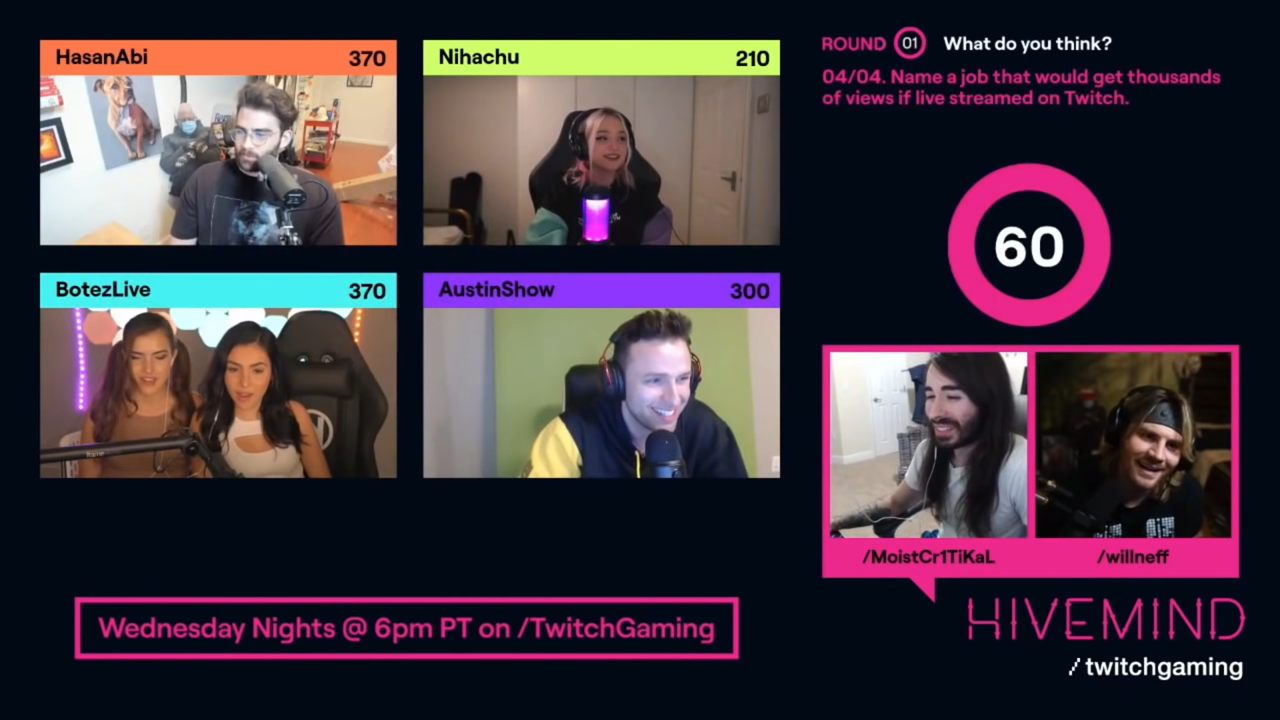 HasanAbi 370
Nihachu 210
ROUND 01 What do you think?
04/04. Name a job that would get thousands
of views if live streamed on Twitch.
60
BotezLive 370
AustinShow 300
/MoistCr1TiKaL /willneff
Wednesday Nights @ 6pm PT on /TwitchGaming
HIVEMIND
/twitchgaming